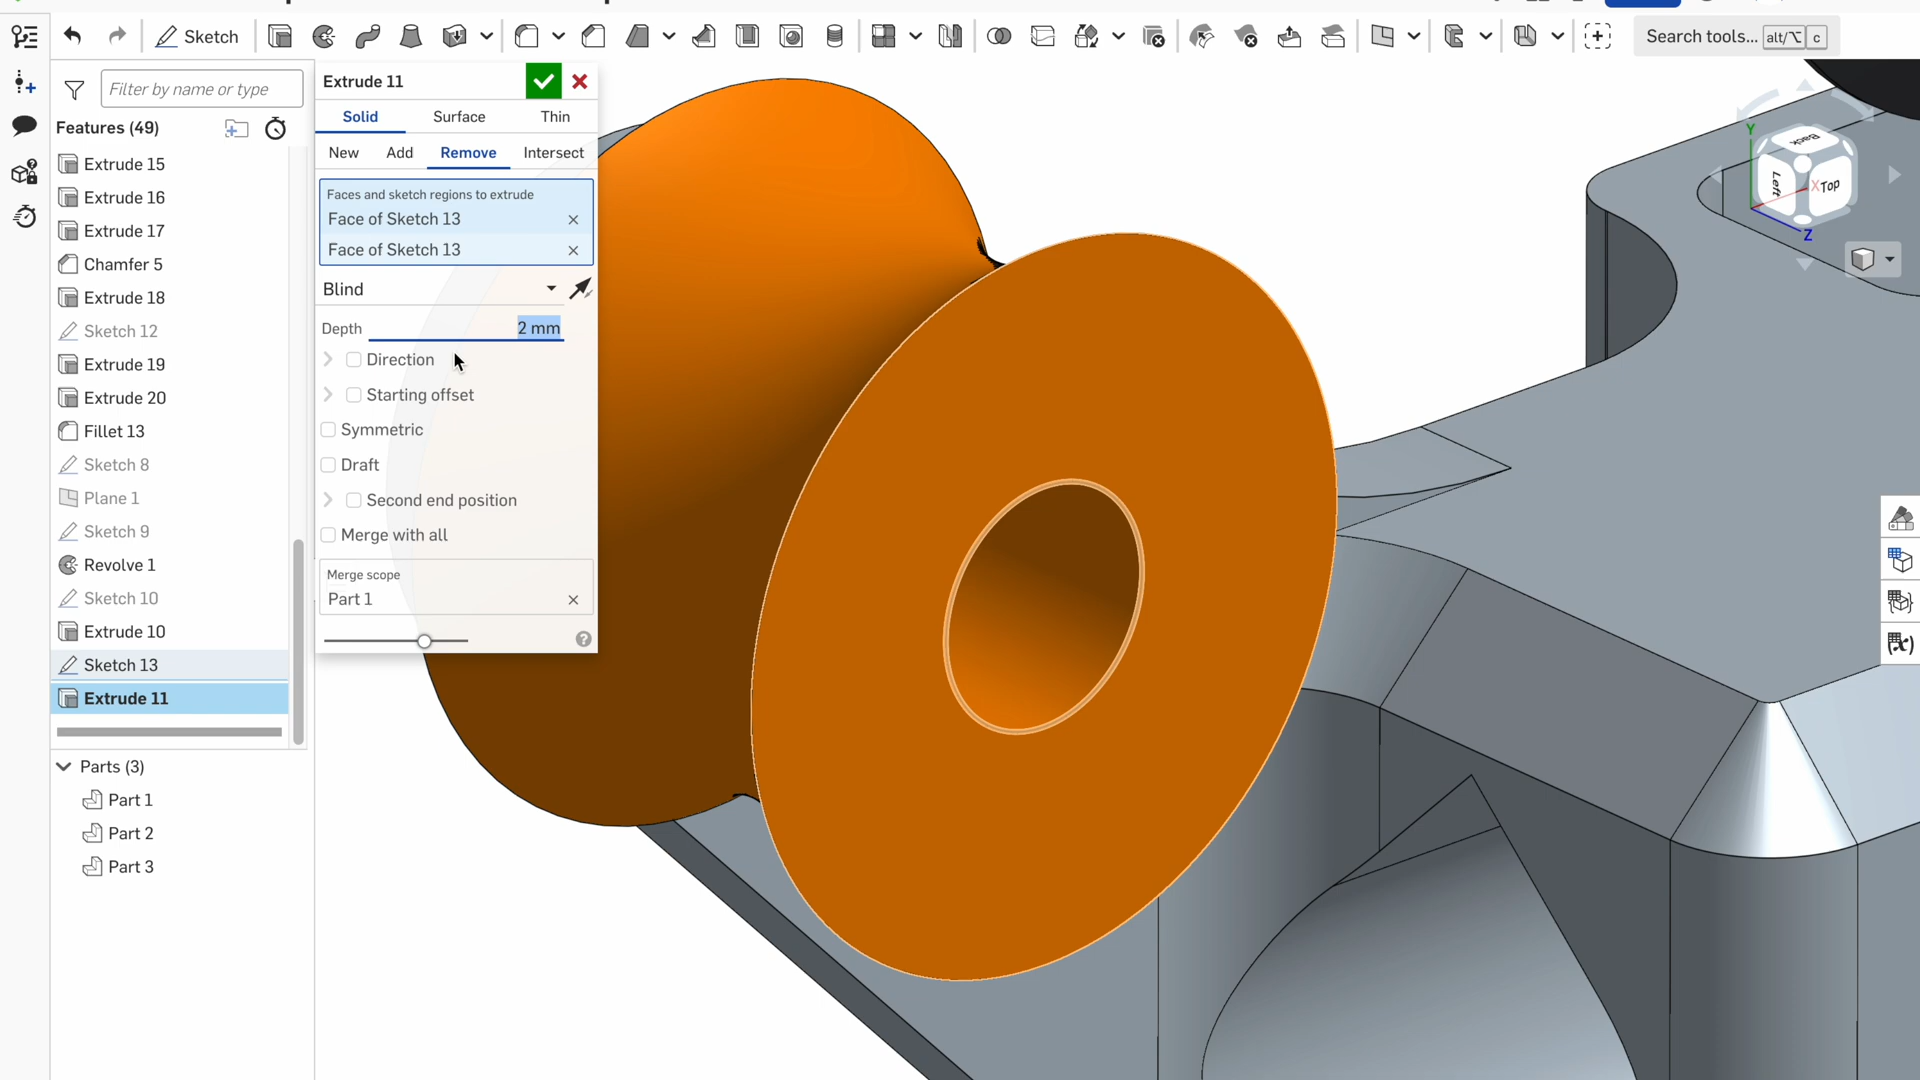 Sketch
Search tools... alt/⌥ c
Filter by name or type
Features (49)
Extrude 15
Extrude 16
Extrude 17
Chamfer 5
Extrude 18
Sketch 12
Extrude 19
Extrude 20
Fillet 13
Sketch 8
Plane 1
Sketch 9
Revolve 1
Sketch 10
Extrude 10
Sketch 13
Extrude 11
Parts (3)
Part 1
Part 2
Part 3
Extrude 11
Solid Surface Thin
New Add Remove Intersect
Faces and sketch regions to extrude
Face of Sketch 13
Face of Sketch 13
Blind
Depth 2 mm
Direction
Starting offset
Symmetric
Draft
Second end position
Merge with all
Merge scope
Part 1
Y
Back
Left
X
Top
Z
(x)